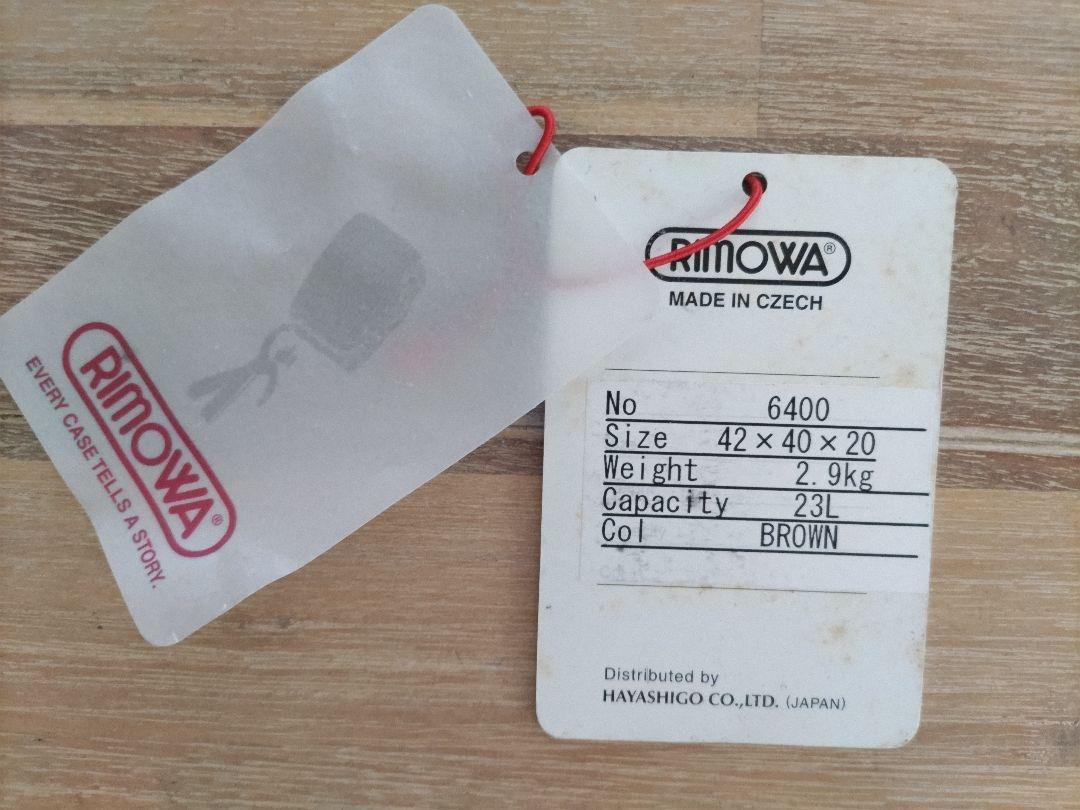 RIMOWA®
EVERY CASE TELLS A STORY.
RIMOWA®
MADE IN CZECH
No 6400
Size 42×40×20
Weight 2.9kg
Capacity 23L
Col BROWN
Distributed by
HAYASHIGO CO.,LTD. (JAPAN)